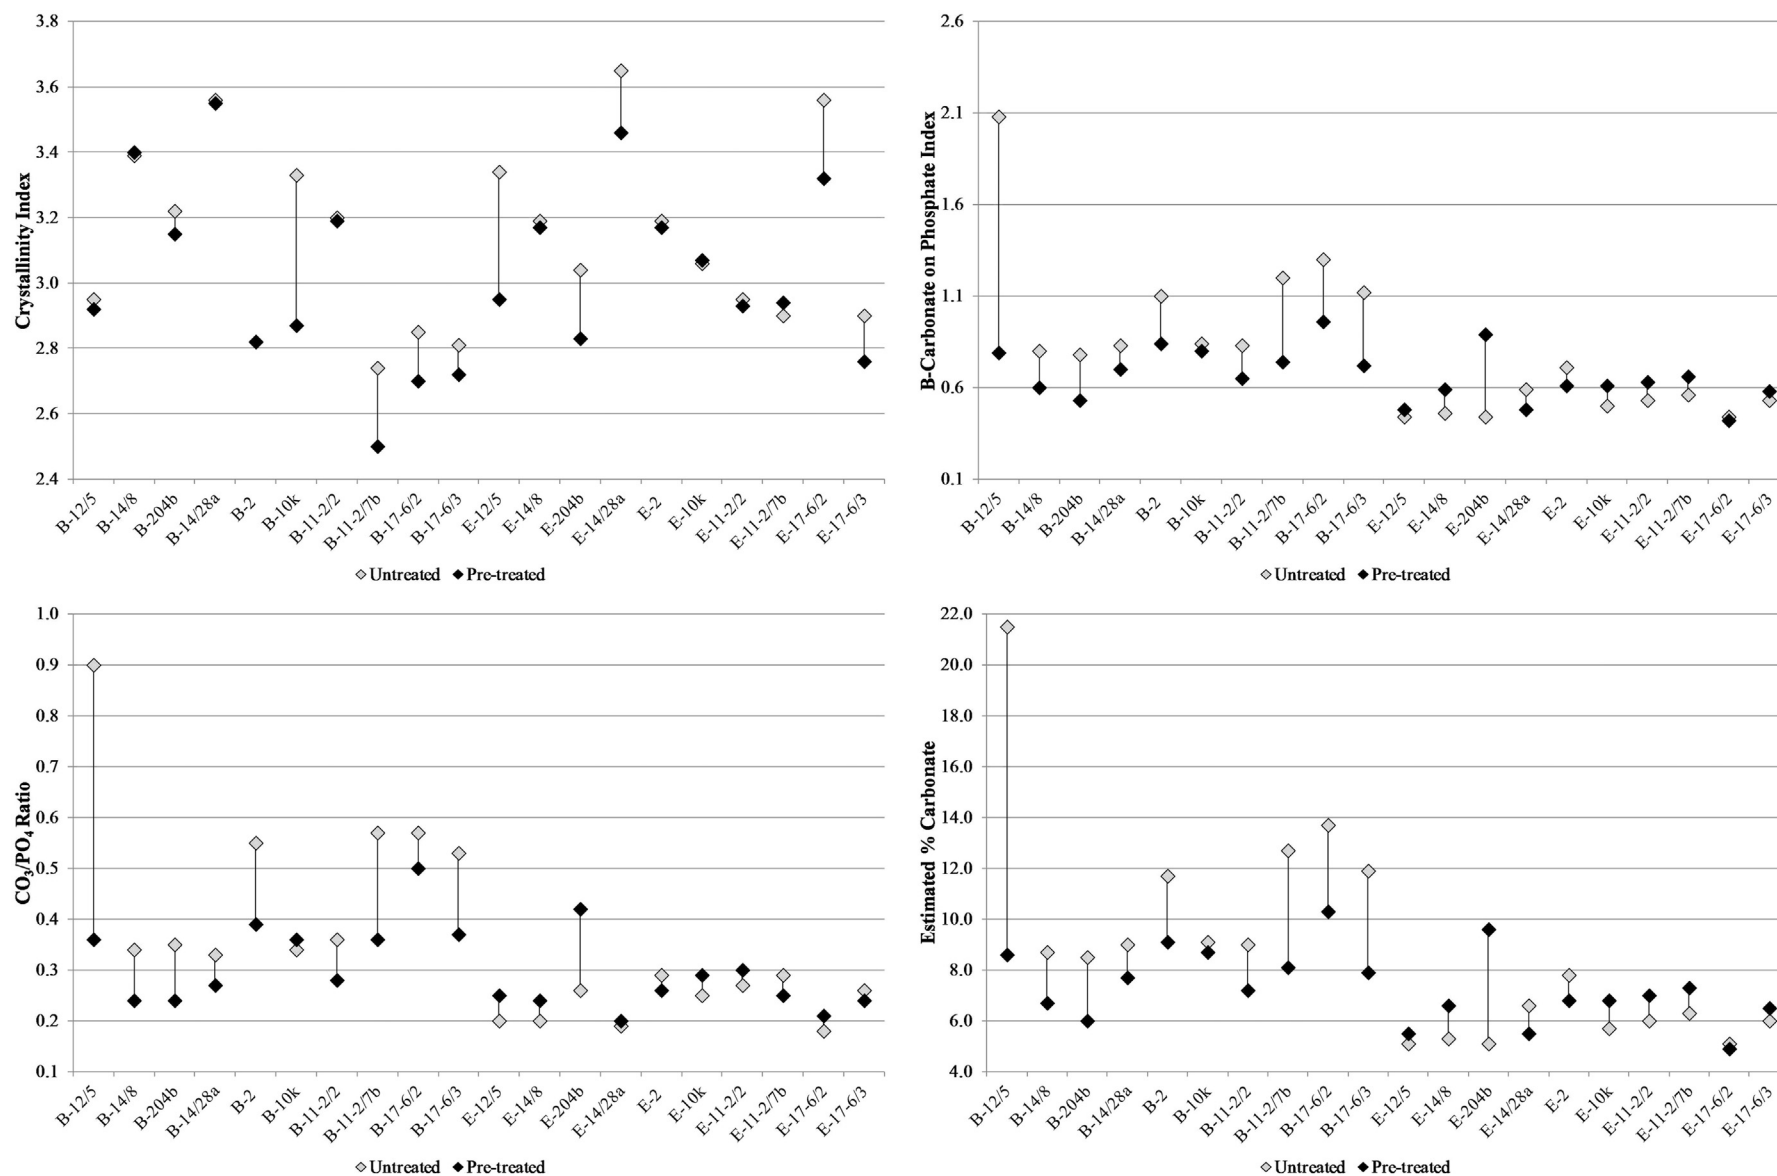 Crystallinity Index
3.8
3.6
3.4
3.2
3.0
2.8
2.6
2.4
B-12/5
B-14/8
B-204b
B-14/28a
B-2
B-10k
B-11-2/2
B-11-2/7b
B-17-6/2
B-17-6/3
E-12/5
E-14/8
E-204b
E-14/28a
E-2
E-10k
E-11-2/2
E-11-2/7b
E-17-6/2
E-17-6/3
Untreated Pre-treated
B-Carbonate on Phosphate Index
2.6
2.1
1.6
1.1
0.6
0.1
B-12/5
B-14/8
B-204b
B-14/28a
B-2
B-10k
B-11-2/2
B-11-2/7b
B-17-6/2
B-17-6/3
E-12/5
E-14/8
E-204b
E-14/28a
E-2
E-10k
E-11-2/2
E-11-2/7b
E-17-6/2
E-17-6/3
Untreated Pre-treated
CO₃/PO₄ Ratio
1.0
0.9
0.8
0.7
0.6
0.5
0.4
0.3
0.2
0.1
B-12/5
B-14/8
B-204b
B-14/28a
B-2
B-10k
B-11-2/2
B-11-2/7b
B-17-6/2
B-17-6/3
E-12/5
E-14/8
E-204b
E-14/28a
E-2
E-10k
E-11-2/2
E-11-2/7b
E-17-6/2
E-17-6/3
Untreated Pre-treated
Estimated % Carbonate
22.0
20.0
18.0
16.0
14.0
12.0
10.0
8.0
6.0
4.0
B-12/5
B-14/8
B-204b
B-14/28a
B-2
B-10k
B-11-2/2
B-11-2/7b
B-17-6/2
B-17-6/3
E-12/5
E-14/8
E-204b
E-14/28a
E-2
E-10k
E-11-2/2
E-11-2/7b
E-17-6/2
E-17-6/3
Untreated Pre-treated